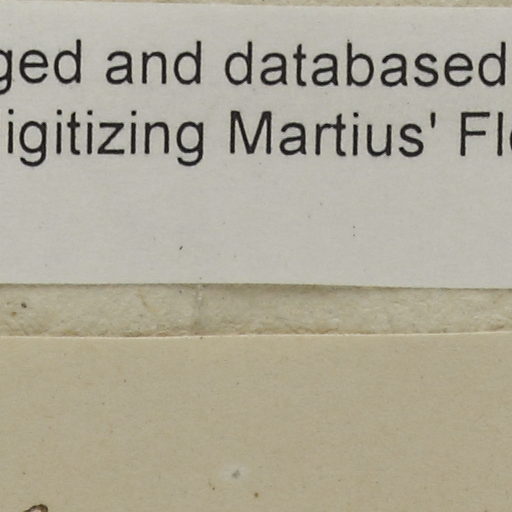 ged and databased
igitizing Martius' Fl